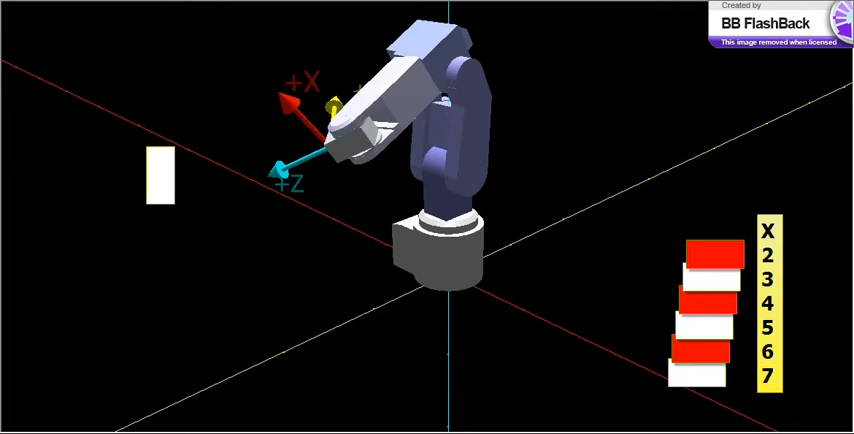 Created by
BB FlashBack
This image removed when licensed
+X
+Z
X
2
3
4
5
6
7